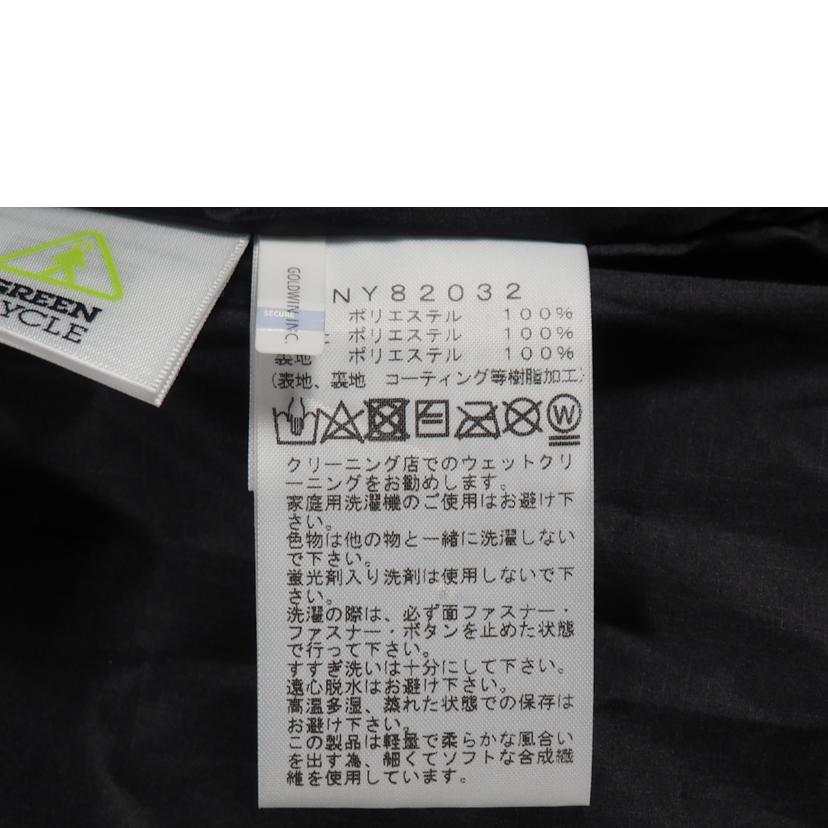 GREEN
CYCLE
GOLDWIN INC.
SECURE
NY82032
ポリエステル 100%
ポリエステル 100%
裏地 ポリエステル 100%
(表地、裏地 コーティング等樹脂加工)
W
クリーニング店でのウェットクリ
ーニングをお勧めします。
家庭用洗濯機のご使用はお避け下
さい。
色物は他の物と一緒に洗濯しない
で下さい。
蛍光剤入り洗剤は使用しないで下
さい。
洗濯の際は、必ず面ファスナー・
ファスナー・ボタンを止めた状態
で行って下さい。
すすぎ洗いは十分にして下さい。
遠心脱水はお避け下さい。
高温多湿、蒸れた状態での保存は
お避け下さい。
この製品は軽量で柔らかな風合い
を出す為、細くてソフトな合成繊
維を使用しています。